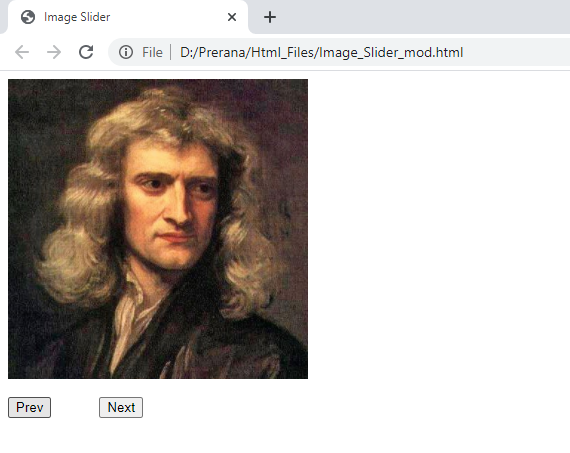 Image Slider
File D:/Prerana/Html_Files/Image_Slider_mod.html
Prev Next